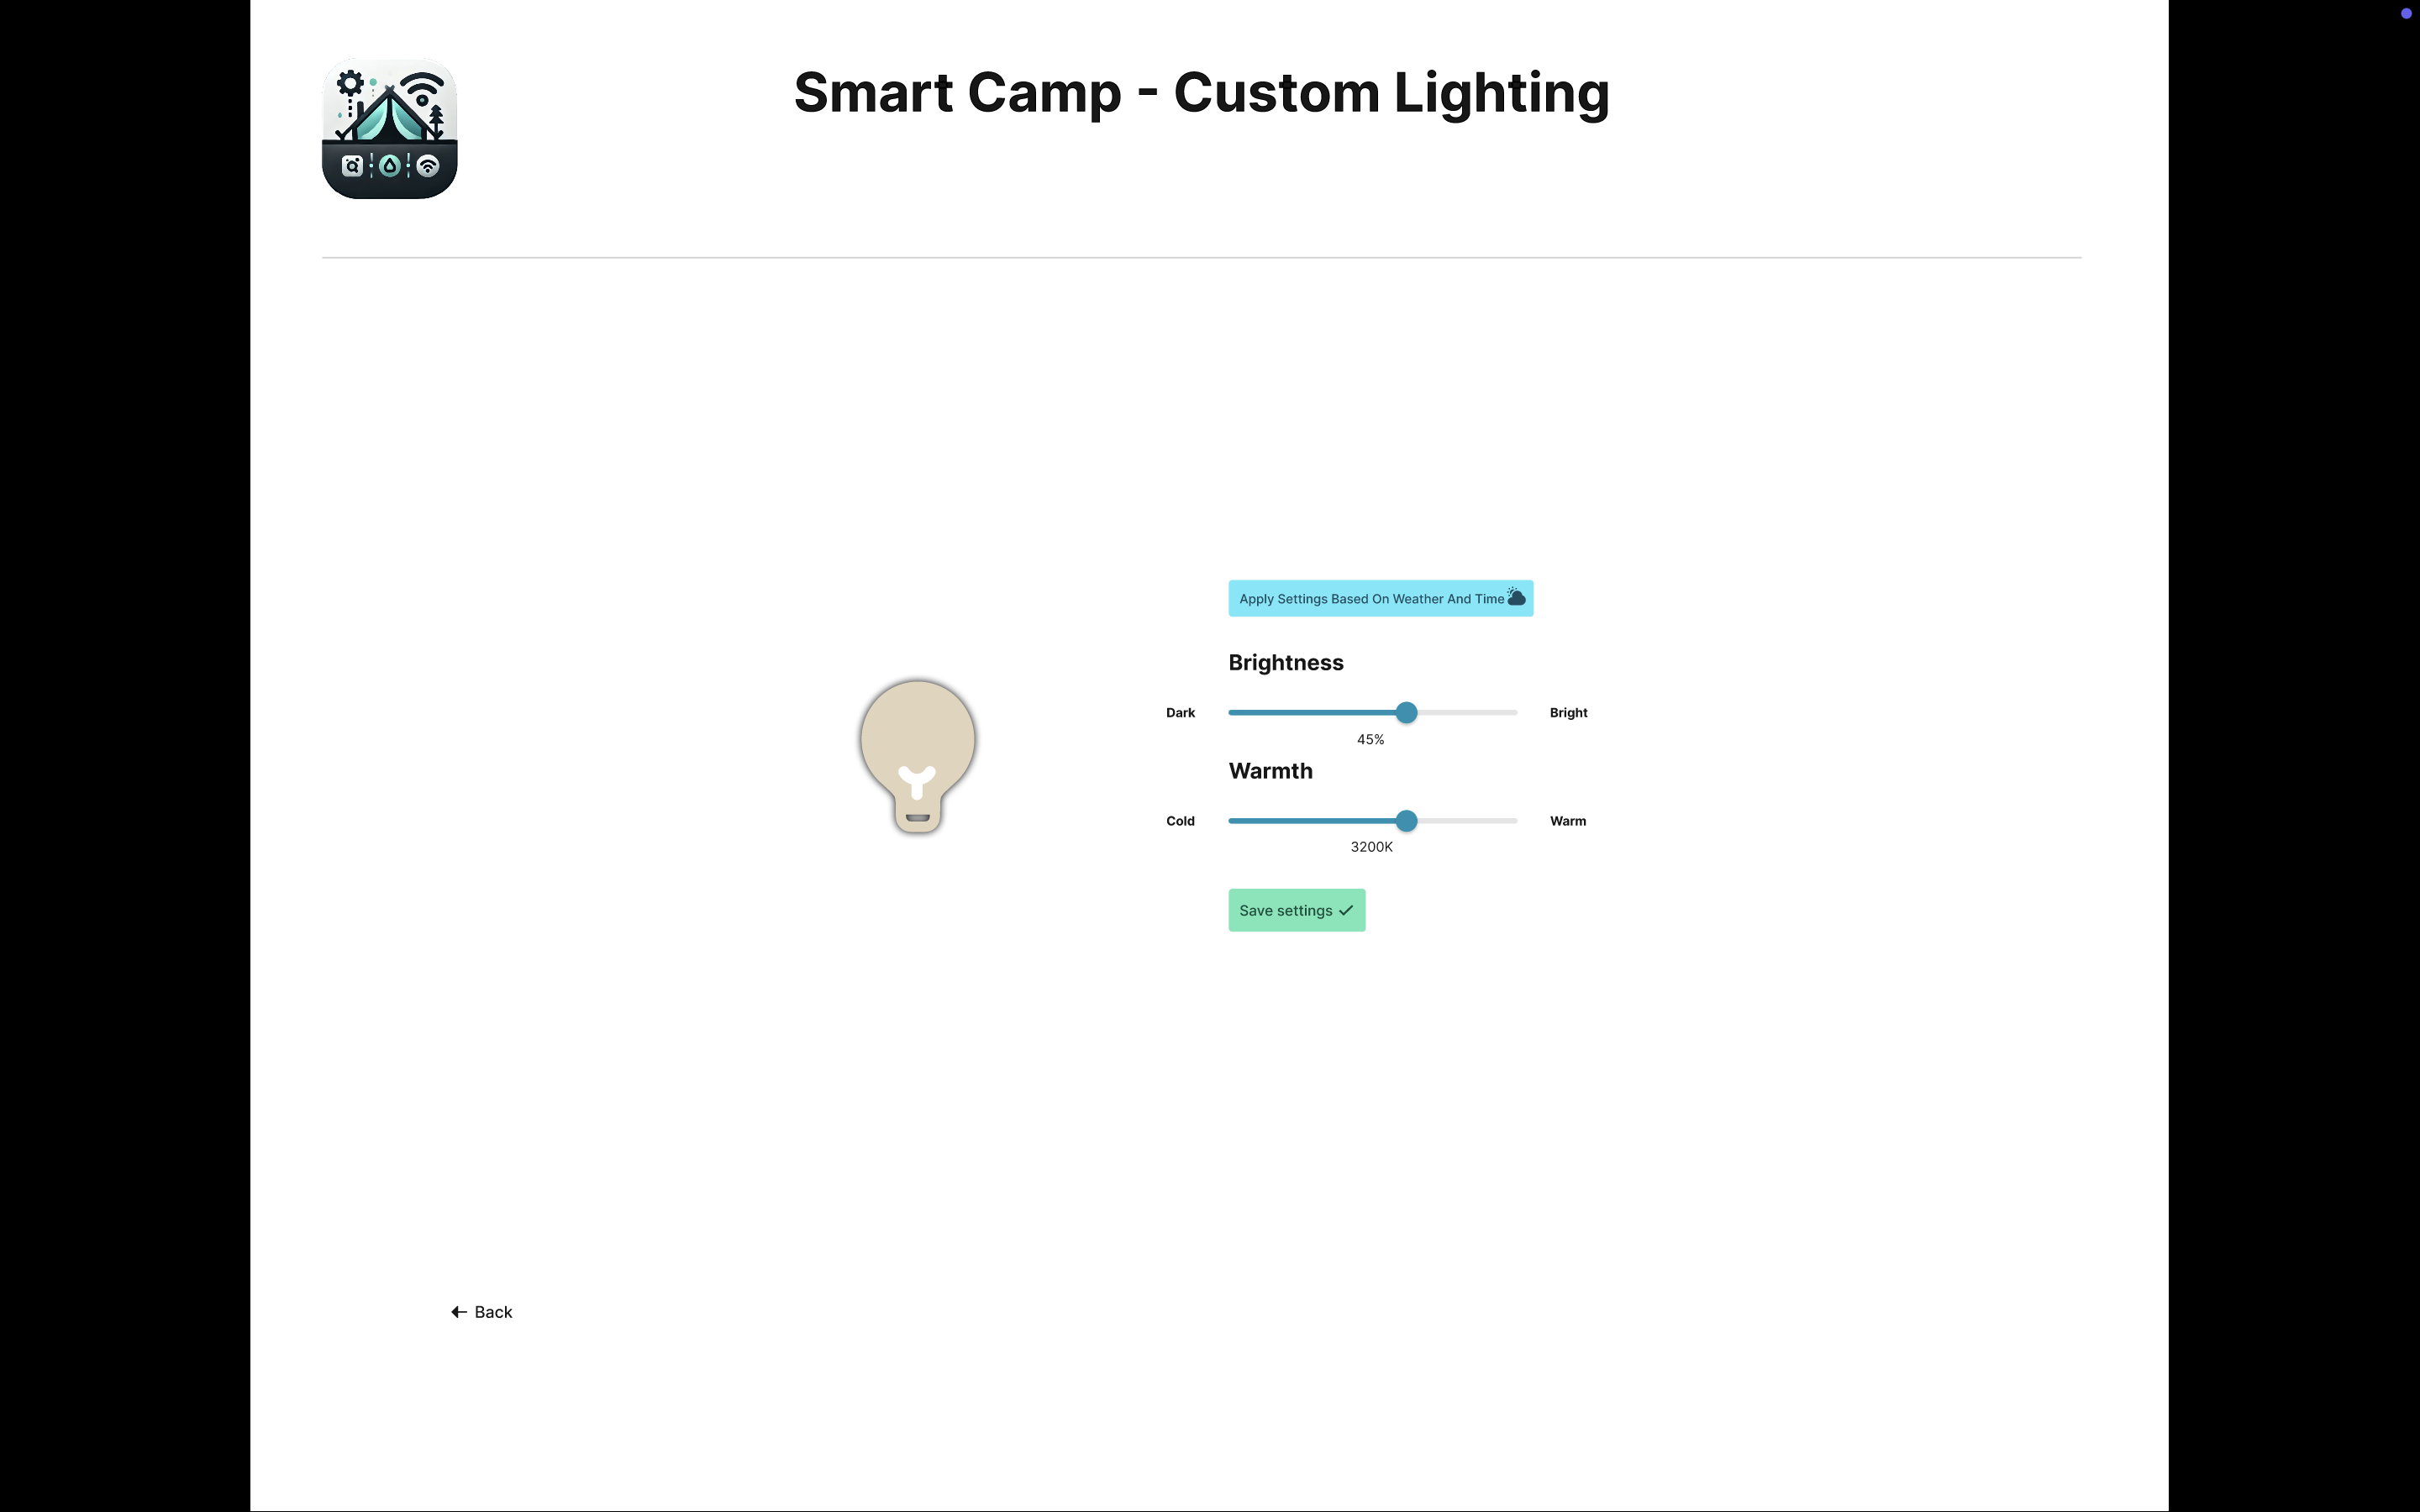 Smart Camp - Custom Lighting
Apply Settings Based On Weather And Time
Brightness
Dark
Bright
45%
Warmth
Cold
Warm
3200K
Save settings
Back